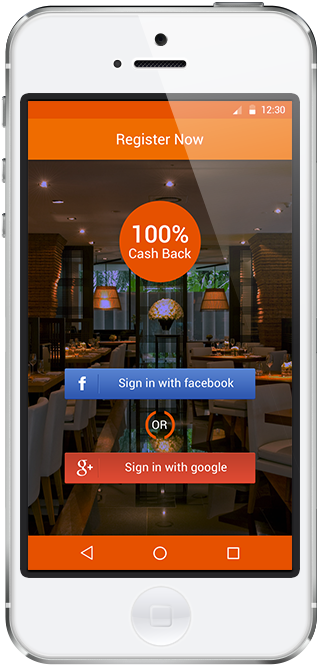 12:30
Register Now
100%
Cash Back
f Sign in with facebook
OR
g+ Sign in with google